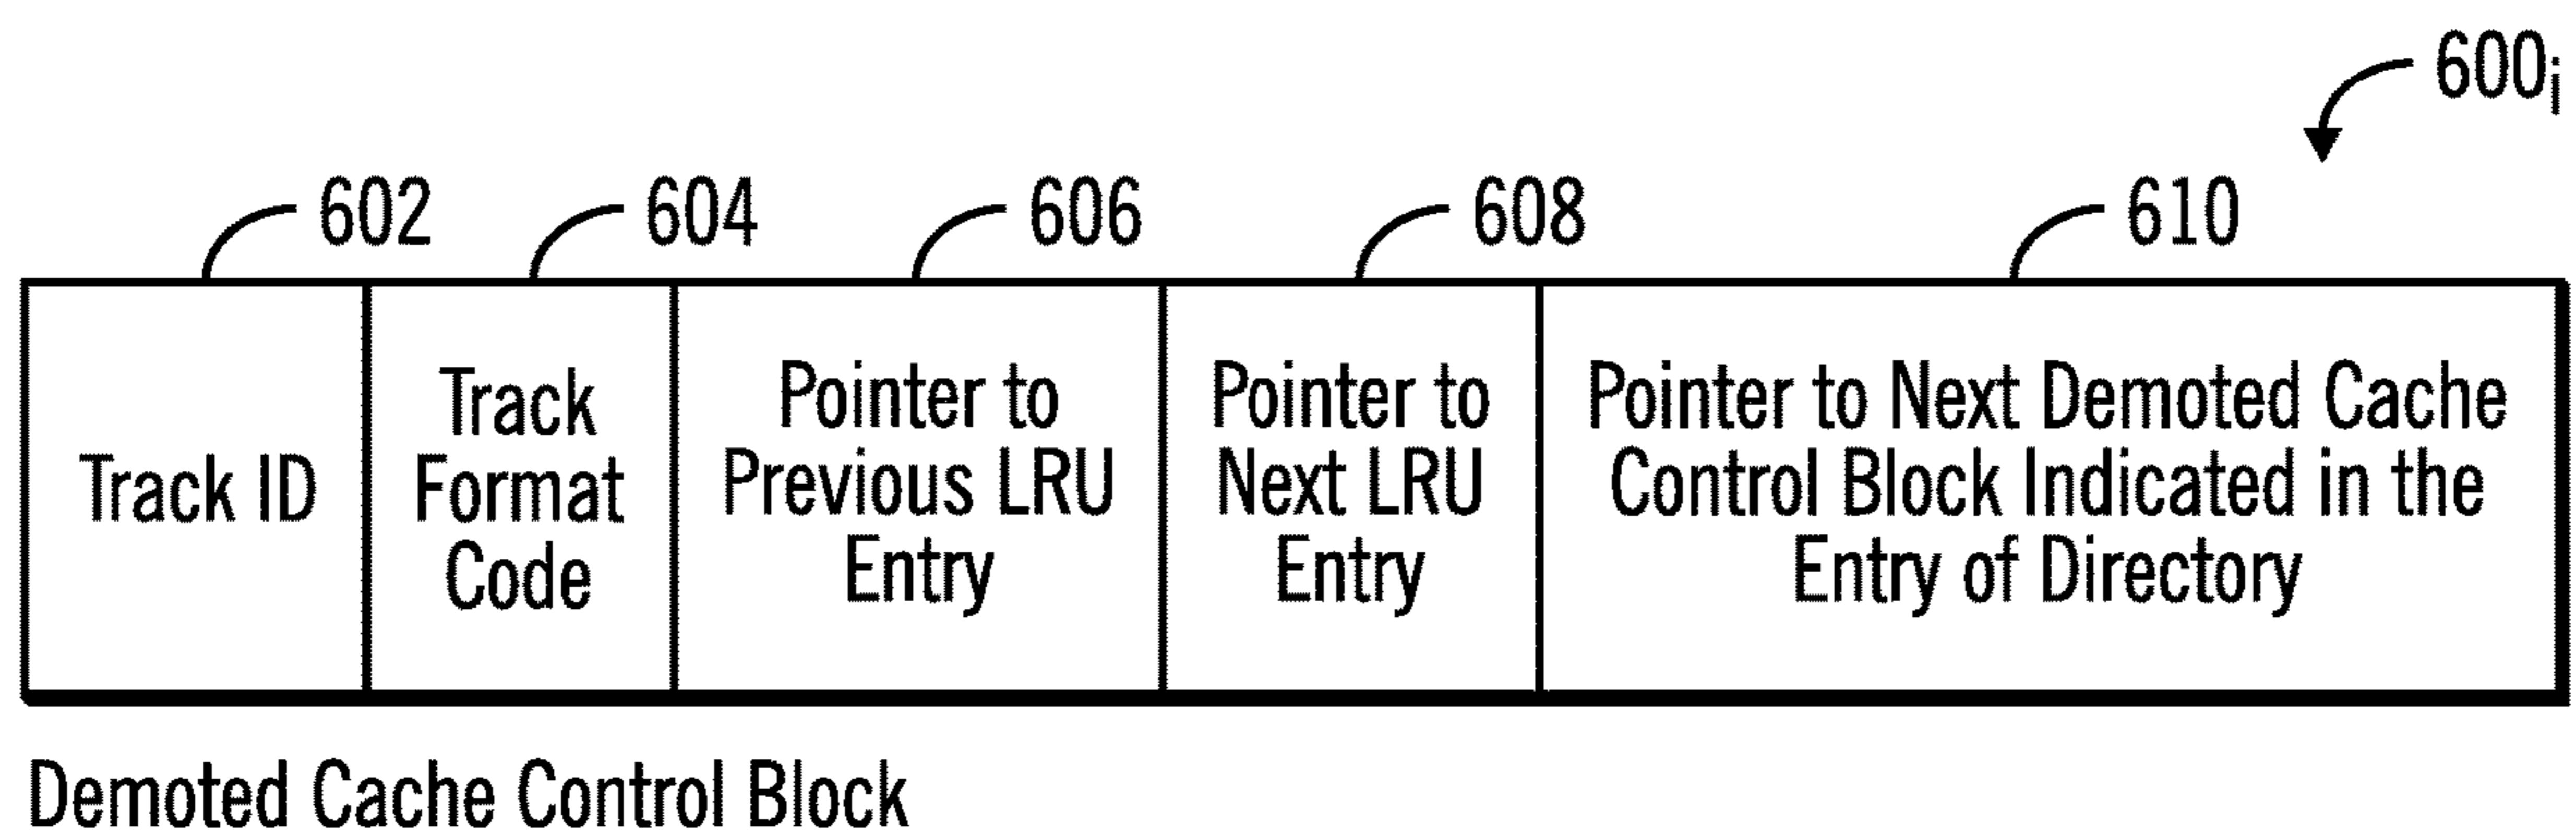 600i
602
604
606
608
610
Track ID
Track
Format
Code
Pointer to
Previous LRU
Entry
Pointer to
Next LRU
Entry
Pointer to Next Demoted Cache
Control Block Indicated in the
Entry of Directory
Demoted Cache Control Block